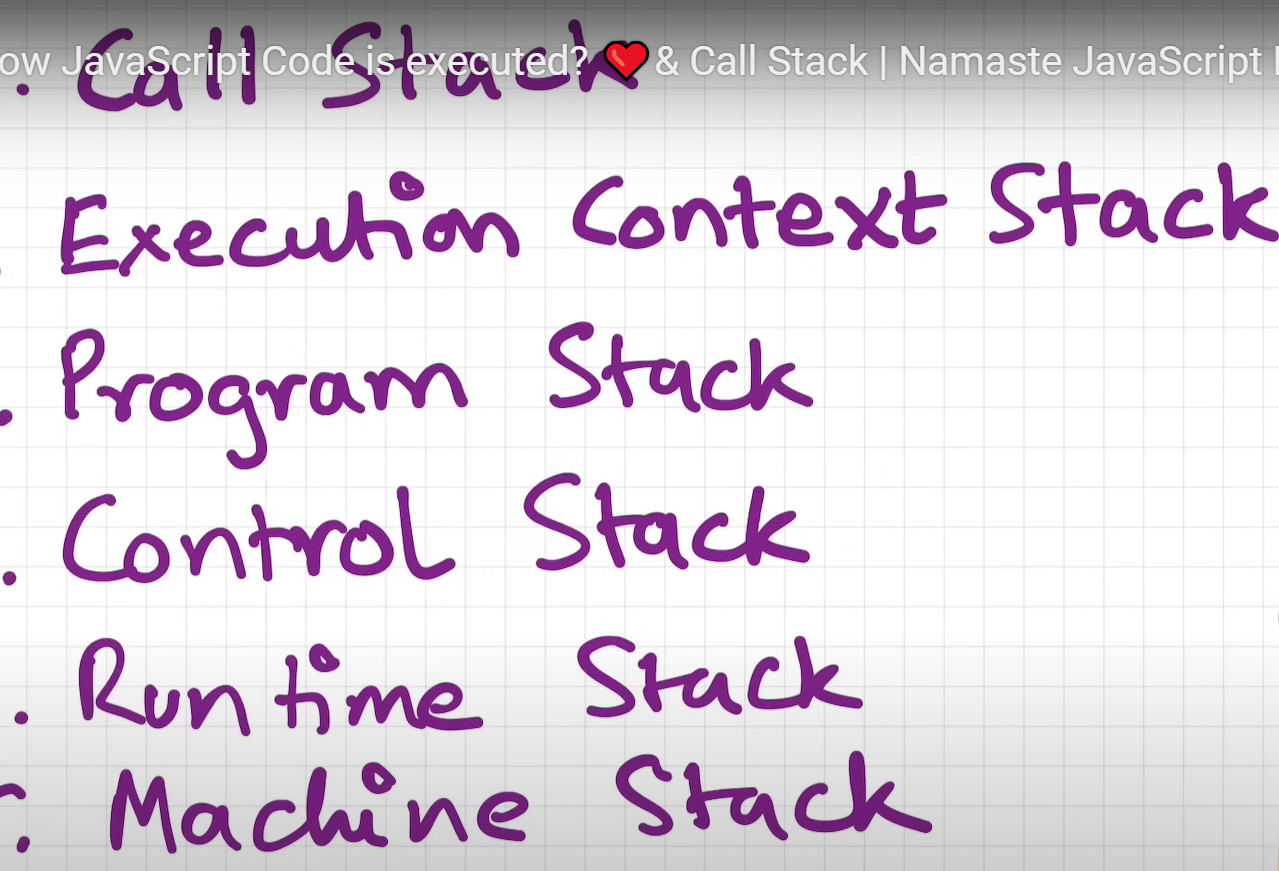 ow JavaScript Code is executed? ❤️ & Call Stack | Namaste JavaScript
. Call Stack
Execution Context Stack
. Program Stack
. Control Stack
. Runtime Stack
. Machine Stack